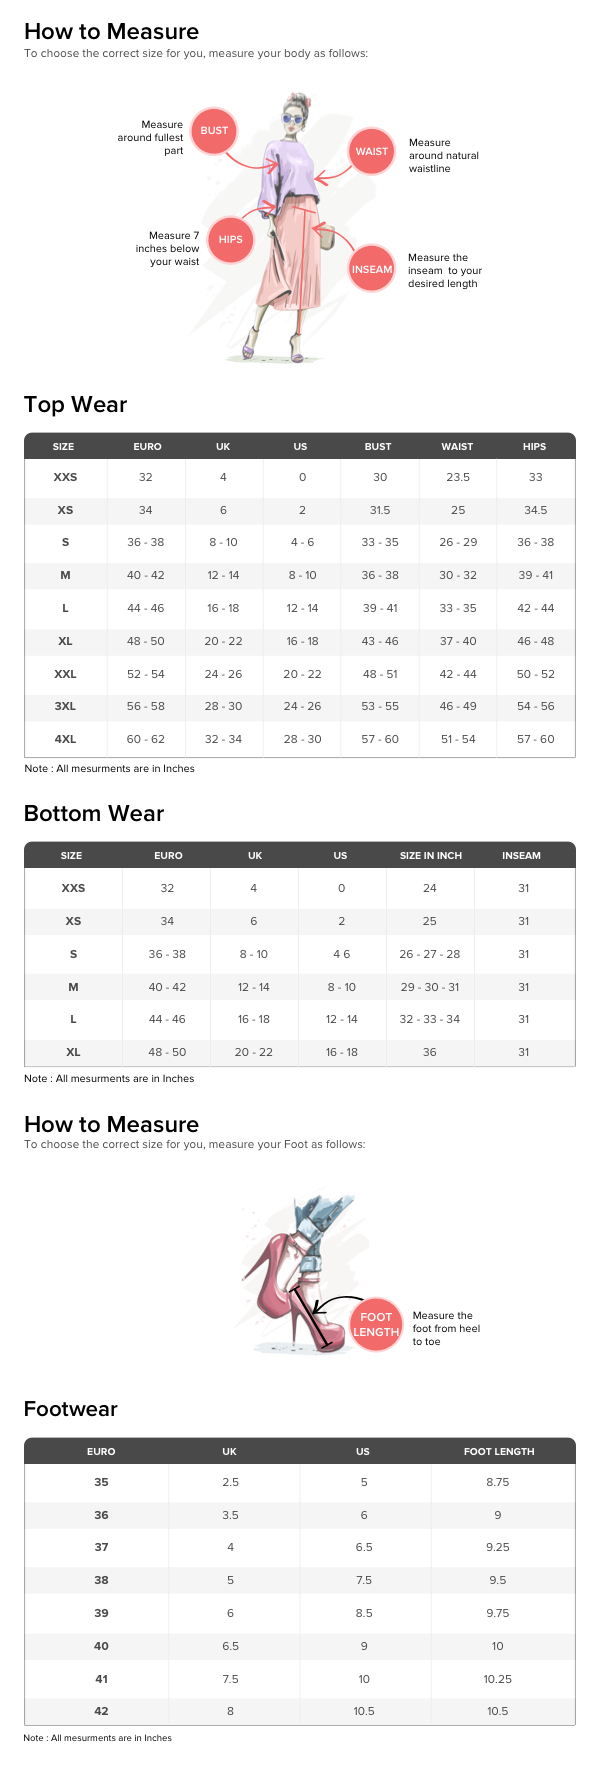 How to Measure
To choose the correct size for you, measure your body as follows:
BUST
Measure
around fullest
part
WAIST
Measure
around natural
waistline
HIPS
Measure 7
inches below
your waist
INSEAM
Measure the
inseam to your
desired length
Top Wear
SIZE EURO UK US BUST WAIST HIPS
XXS 32 4 0 30 23.5 33
XS 34 6 2 31.5 25 34.5
S 36 - 38 8 - 10 4 - 6 33 - 35 26 - 29 36 - 38
M 40 - 42 12 - 14 8 - 10 36 - 38 30 - 32 39 - 41
L 44 - 46 16 - 18 12 - 14 39 - 41 33 - 35 42 - 44
XL 48 - 50 20 - 22 16 - 18 43 - 46 37 - 40 46 - 48
XXL 52 - 54 24 - 26 20 - 22 48 - 51 42 - 44 50 - 52
3XL 56 - 58 28 - 30 24 - 26 53 - 55 46 - 49 54 - 56
4XL 60 - 62 32 - 34 28 - 30 57 - 60 51 - 54 57 - 60
Note : All mesurments are in Inches
Bottom Wear
SIZE EURO UK US SIZE IN INCH INSEAM
XXS 32 4 0 24 31
XS 34 6 2 25 31
S 36 - 38 8 - 10 4 6 26 - 27 - 28 31
M 40 - 42 12 - 14 8 - 10 29 - 30 - 31 31
L 44 - 46 16 - 18 12 - 14 32 - 33 - 34 31
XL 48 - 50 20 - 22 16 - 18 36 31
Note : All mesurments are in Inches
How to Measure
To choose the correct size for you, measure your Foot as follows:
FOOT
LENGTH
Measure the
foot from heel
to toe
Footwear
EURO UK US FOOT LENGTH
35 2.5 5 8.75
36 3.5 6 9
37 4 6.5 9.25
38 5 7.5 9.5
39 6 8.5 9.75
40 6.5 9 10
41 7.5 10 10.25
42 8 10.5 10.5
Note : All mesurments are in Inches